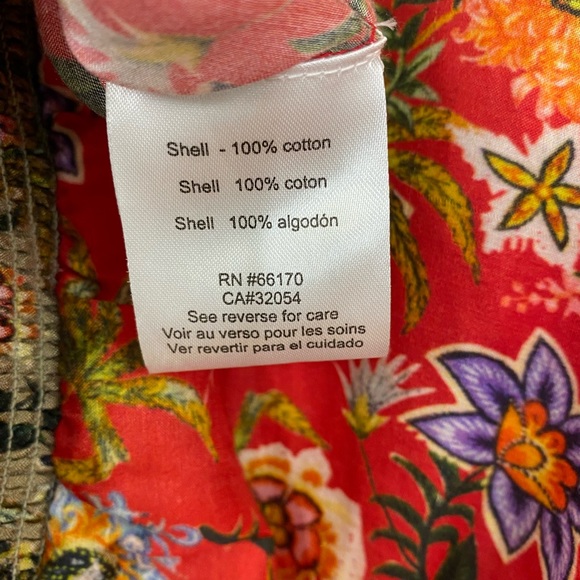 Shell - 100% cotton
Shell 100% coton
Shell 100% algodón
RN #66170
CA#32054
See reverse for care
Voir au verso pour les soins
Ver revertir para el cuidado